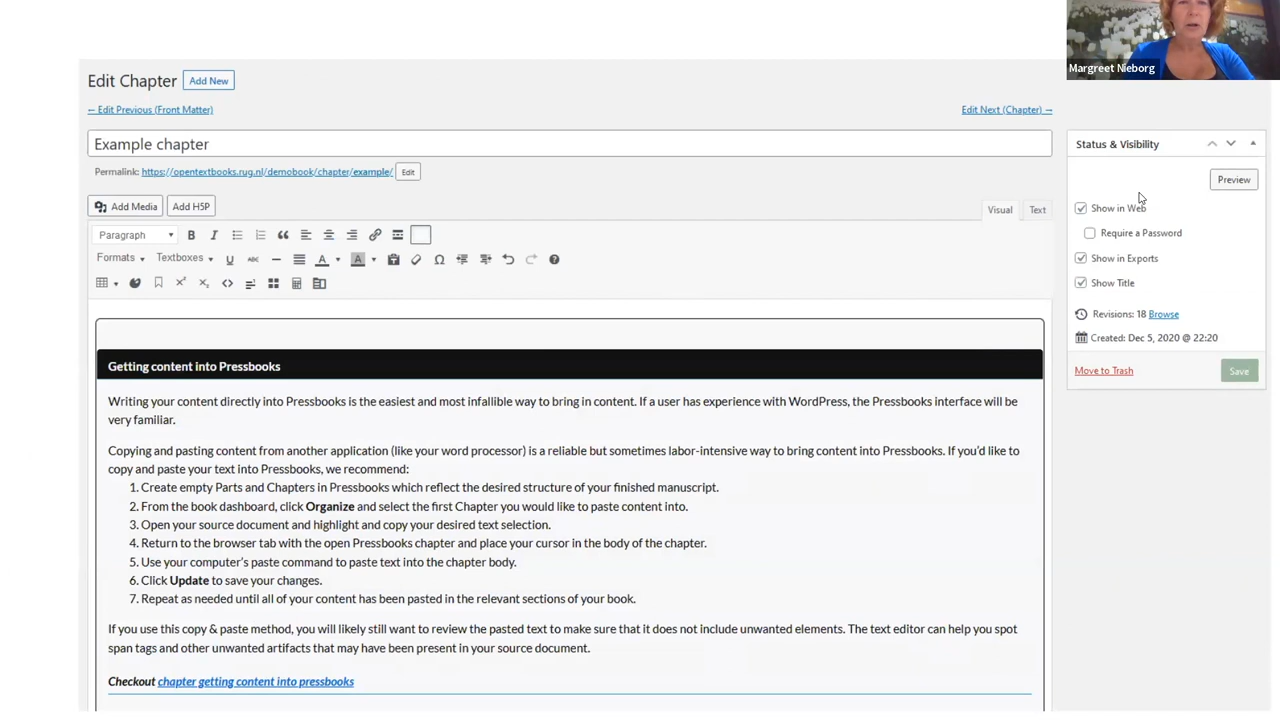 Margreet Nieborg
Edit Chapter Add New
← Edit Previous (Front Matter) Edit Next (Chapter) →
Example chapter
Permalink: https://opentextbooks.rug.nl/demobook/chapter/example/ Edit
Add Media Add H5P Visual Text
Paragraph B I
Formats Textboxes U ABC A A Ω
X² X₂
Getting content into Pressbooks
Writing your content directly into Pressbooks is the easiest and most infallible way to bring in content. If a user has experience with WordPress, the Pressbooks interface will be
very familiar.
Copying and pasting content from another application (like your word processor) is a reliable but sometimes labor-intensive way to bring content into Pressbooks. If you'd like to
copy and paste your text into Pressbooks, we recommend:
1. Create empty Parts and Chapters in Pressbooks which reflect the desired structure of your finished manuscript.
2. From the book dashboard, click Organize and select the first Chapter you would like to paste content into.
3. Open your source document and highlight and copy your desired text selection.
4. Return to the browser tab with the open Pressbooks chapter and place your cursor in the body of the chapter.
5. Use your computer's paste command to paste text into the chapter body.
6. Click Update to save your changes.
7. Repeat as needed until all of your content has been pasted in the relevant sections of your book.
If you use this copy & paste method, you will likely still want to review the pasted text to make sure that it does not include unwanted elements. The text editor can help you spot
span tags and other unwanted artifacts that may have been present in your source document.
Checkout chapter getting content into pressbooks
Status & Visibility
Preview
Show in Web
Require a Password
Show in Exports
Show Title
Revisions: 18 Browse
Created: Dec 5, 2020 @ 22:20
Move to Trash Save